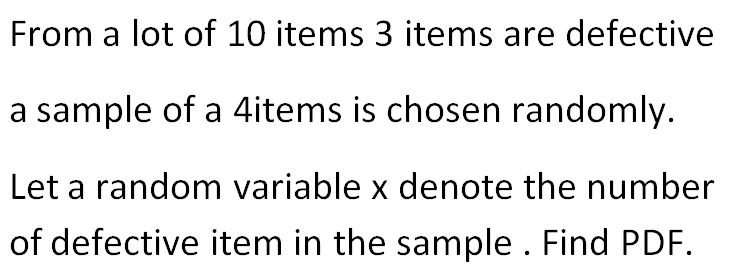 From a lot of 10 items 3 items are defective
a sample of a 4items is chosen randomly.
Let a random variable x denote the number
of defective item in the sample . Find PDF.